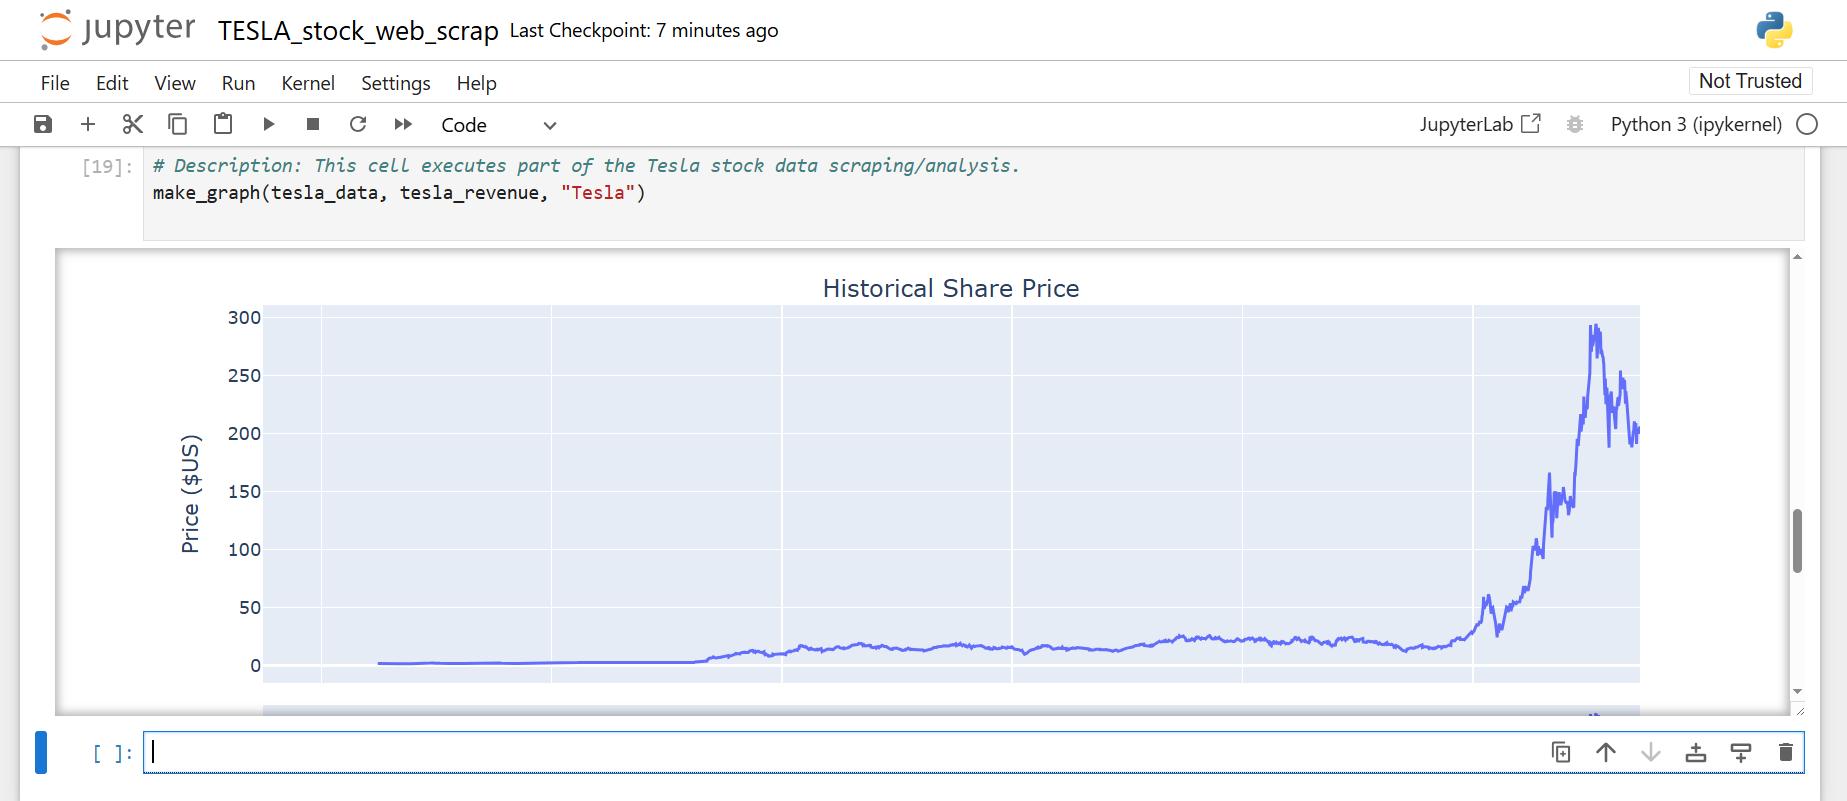 jupyter TESLA_stock_web_scrap Last Checkpoint: 7 minutes ago
File Edit View Run Kernel Settings Help Not Trusted
Code JupyterLab Python 3 (ipykernel)
[19]: # Description: This cell executes part of the Tesla stock data scraping/analysis.
make_graph(tesla_data, tesla_revenue, "Tesla")
Historical Share Price
300
250
200
150
100
50
0
Price ($US)
[ ]: